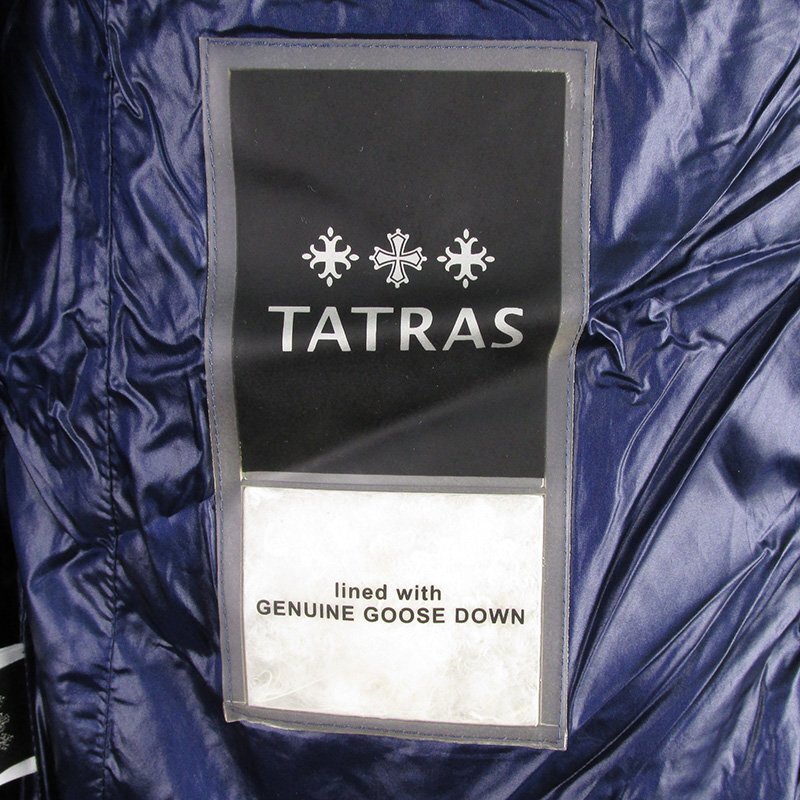 TATRAS
lined with
GENUINE GOOSE DOWN